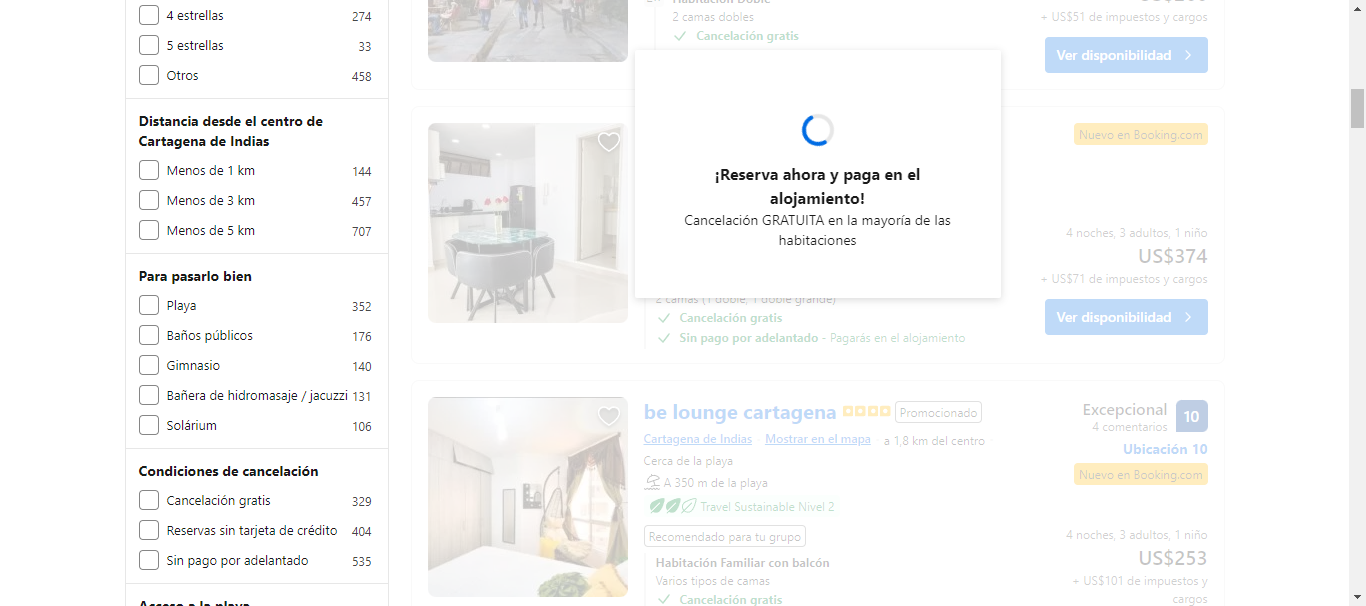 4 estrellas 274
5 estrellas 33
Otros 458
Distancia desde el centro de
Cartagena de Indias
Menos de 1 km 144
Menos de 3 km 457
Menos de 5 km 707
Para pasarlo bien
Playa 352
Baños públicos 176
Gimnasio 140
Bañera de hidromasaje / jacuzzi 131
Solárium 106
Condiciones de cancelación
Cancelación gratis 329
Reservas sin tarjeta de crédito 404
Sin pago por adelantado 535
Acceso a la playa
Habitación Doble
2 camas dobles
Cancelación gratis
+ US$51 de impuestos y cargos
Ver disponibilidad
¡Reserva ahora y paga en el
alojamiento!
Cancelación GRATUITA en la mayoría de las
habitaciones
Nuevo en Booking.com
4 noches, 3 adultos, 1 niño
US$374
+ US$71 de impuestos y cargos
Ver disponibilidad
2 camas (1 doble, 1 doble grande)
Cancelación gratis
Sin pago por adelantado - Pagarás en el alojamiento
be lounge cartagena Promocionado
Cartagena de Indias Mostrar en el mapa a 1,8 km del centro
Cerca de la playa
A 350 m de la playa
Travel Sustainable Nivel 2
Recomendado para tu grupo
Habitación Familiar con balcón
Varios tipos de camas
Cancelación gratis
Excepcional 10
4 comentarios
Ubicación 10
Nuevo en Booking.com
4 noches, 3 adultos, 1 niño
US$253
+ US$101 de impuestos y
cargos